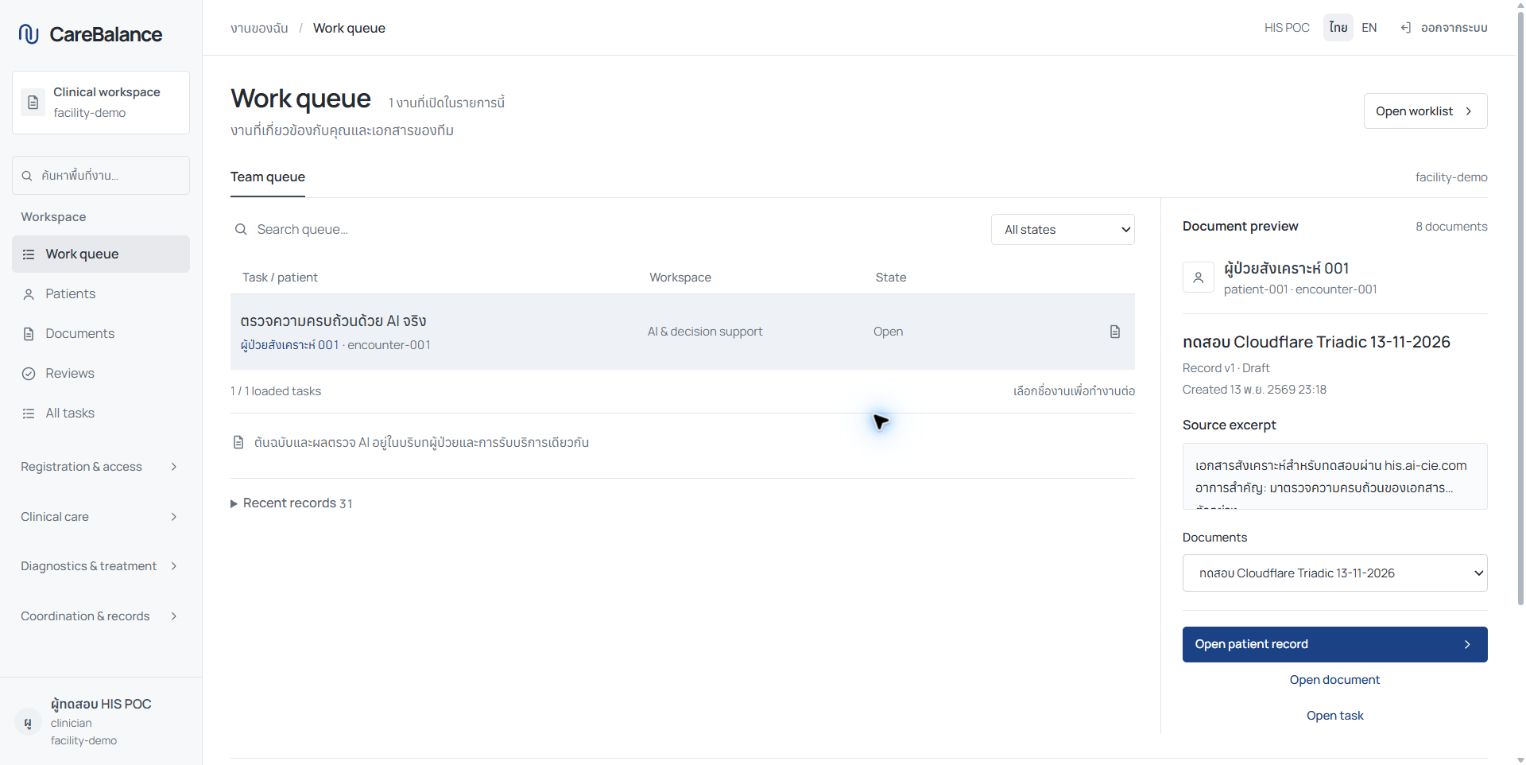 CareBalance
Clinical workspace
facility-demo
ค้นหาพื้นที่งาน...
Workspace
Work queue
Patients
Documents
Reviews
All tasks
Registration & access
Clinical care
Diagnostics & treatment
Coordination & records
ผู้ทดสอบ HIS POC
ผู้
clinician
facility-demo
งานของฉัน / Work queue
HIS POC ไทย EN ออกจากระบบ
Work queue 1 งานที่เปิดในรายการนี้
งานที่เกี่ยวข้องกับคุณและเอกสารของทีม
Open worklist
Team queue
facility-demo
Search queue...
All states
Task / patient Workspace State
ตรวจความครบถ้วนด้วย AI จริง
ผู้ป่วยสังเคราะห์ 001 · encounter-001
AI & decision support
Open
1 / 1 loaded tasks
เลือกชื่องานเพื่อทำงานต่อ
ต้นฉบับและผลตรวจ AI อยู่ในบริบทผู้ป่วยและการรับบริการเดียวกัน
Recent records 31
Document preview 8 documents
ผู้ป่วยสังเคราะห์ 001
patient-001 · encounter-001
ทดสอบ Cloudflare Triadic 13-11-2026
Record v1 · Draft
Created 13 พ.ย. 2569 23:18
Source excerpt
เอกสารสังเคราะห์สำหรับทดสอบผ่าน his.ai-cie.com
อาการสำคัญ: มาตรวจความครบถ้วนของเอกสาร...
Documents
ทดสอบ Cloudflare Triadic 13-11-2026
Open patient record
Open document
Open task